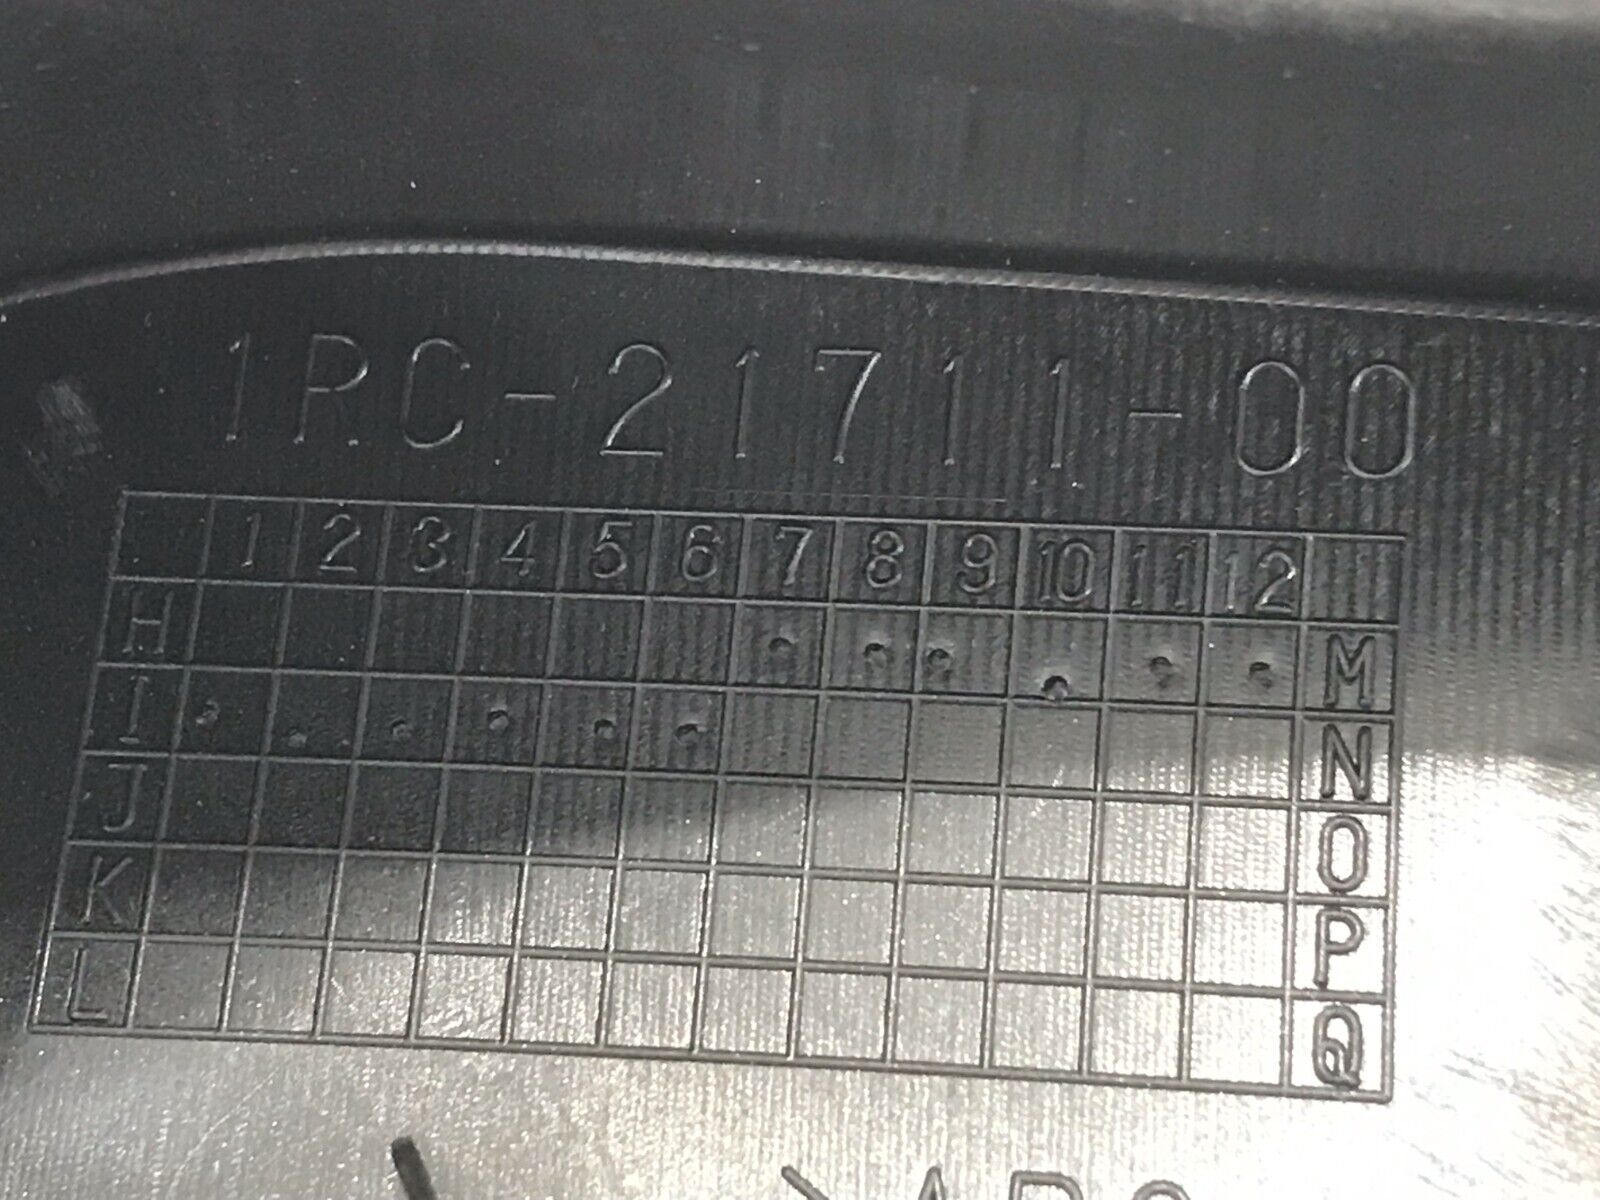 1RC-21711-00
1 2 3 4 5 6 7 8 9 10 11 12
H M
I N
J O
K P
L Q